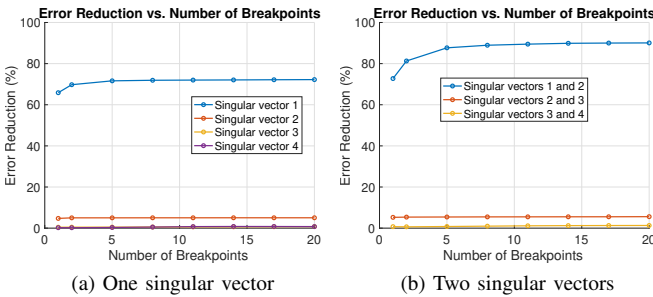 Error Reduction vs. Number of Breakpoints
Error Reduction (%)
100
80
60
40
20
0
Singular vector 1
Singular vector 2
Singular vector 3
Singular vector 4
0 5 10 15 20
Number of Breakpoints
(a) One singular vector
Error Reduction vs. Number of Breakpoints
Error Reduction (%)
100
80
60
40
20
0
Singular vectors 1 and 2
Singular vectors 2 and 3
Singular vectors 3 and 4
0 5 10 15 20
Number of Breakpoints
(b) Two singular vectors